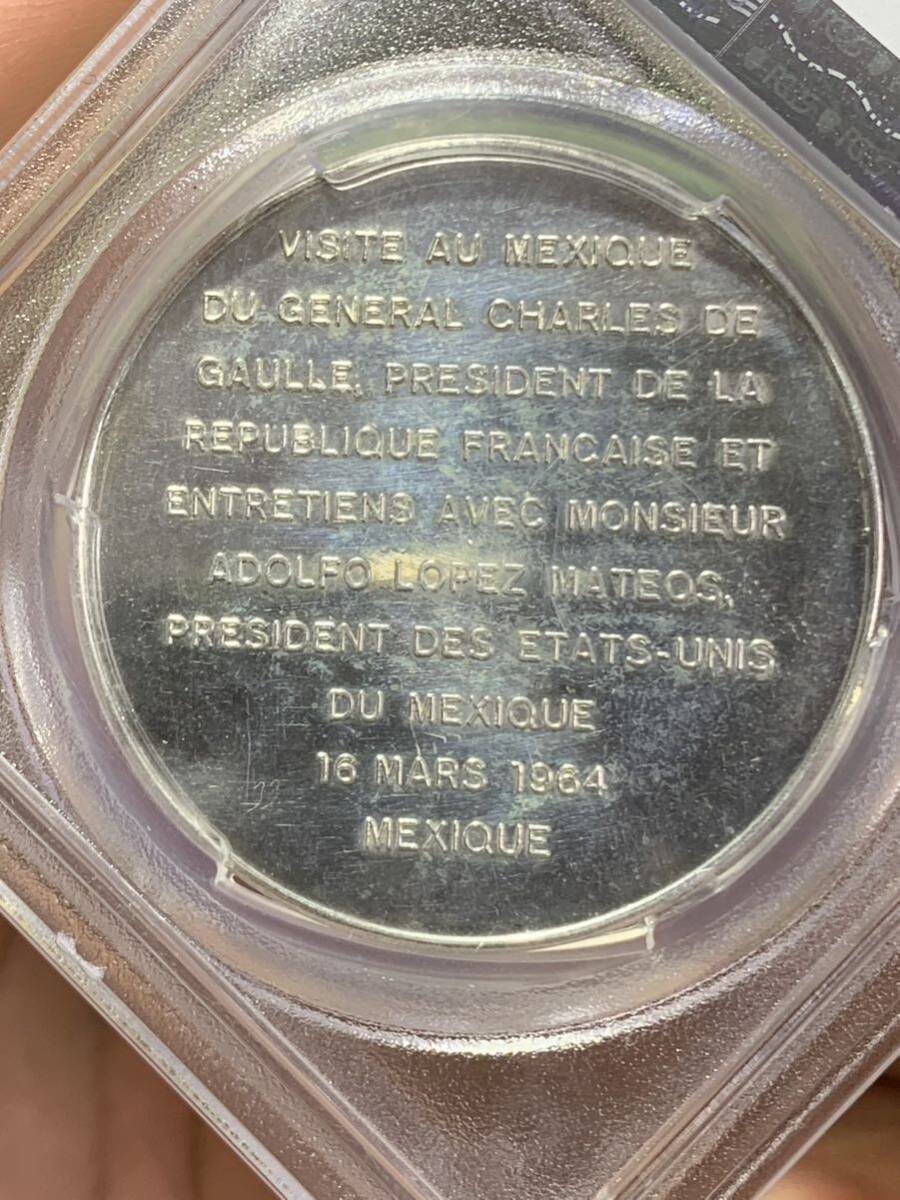 VISITE AU MEXIQUE
DU GENERAL CHARLES DE
GAULLE, PRESIDENT DE LA
REPUBLIQUE FRANCAISE ET
ENTRETIENS AVEC MONSIEUR
ADOLFO LOPEZ MATEOS,
PRESIDENT DES ETATS-UNIS
DU MEXIQUE
16 MARS 1964
MEXIQUE